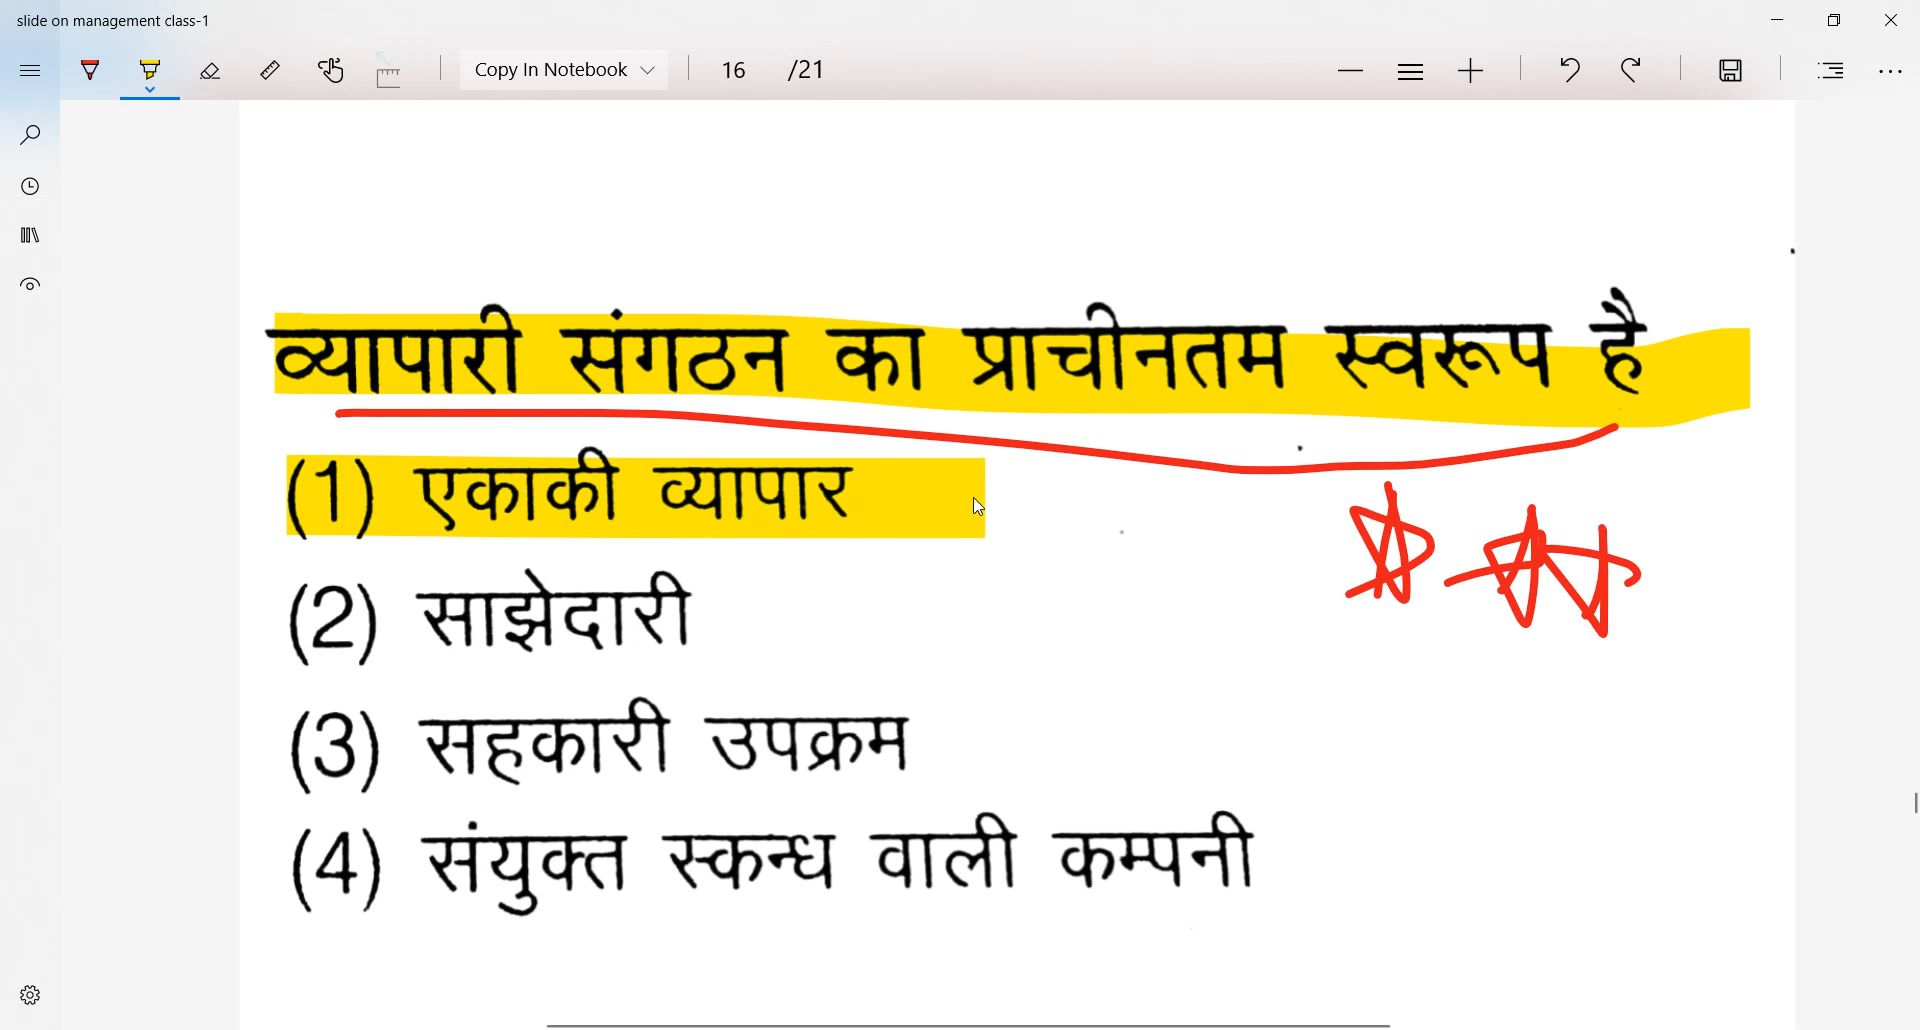 slide on management class-1
Copy In Notebook
16 /21
व्यापारी संगठन का प्राचीनतम स्वरूप है
(1) एकाकी व्यापार
(2) साझेदारी
(3) सहकारी उपक्रम
(4) संयुक्त स्कन्ध वाली कम्पनी